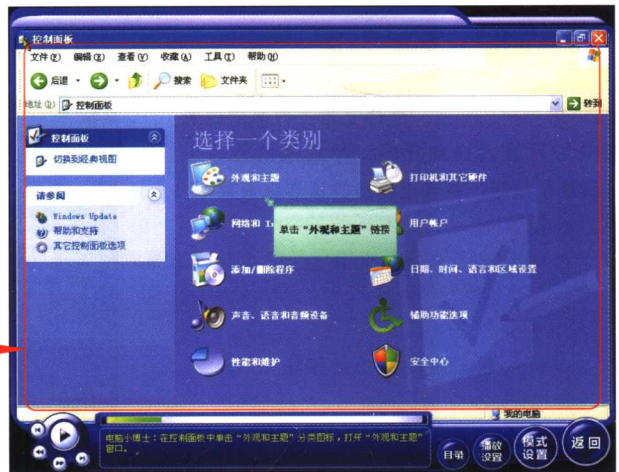 控制面板
文件(F) 编辑(E) 查看(V) 收藏(A) 工具(T) 帮助(H)
后退 搜索 文件夹
地址(D) 控制面板 转到
控制面板
切换到经典视图
请参阅
Windows Update
帮助和支持
其它控制面板选项
选择一个类别
外观和主题 打印机和其它硬件
网络和 用户帐户
单击“外观和主题”链接
添加/删除程序 日期、时间、语言和区域设置
声音、语音和音频设备 辅助功能选项
性能和维护 安全中心
我的电脑
电脑小博士:在控制面板中单击“外观和主题”分类图标,打开“外观和主题”
窗口。
目录 播放设置 模式设置 返回